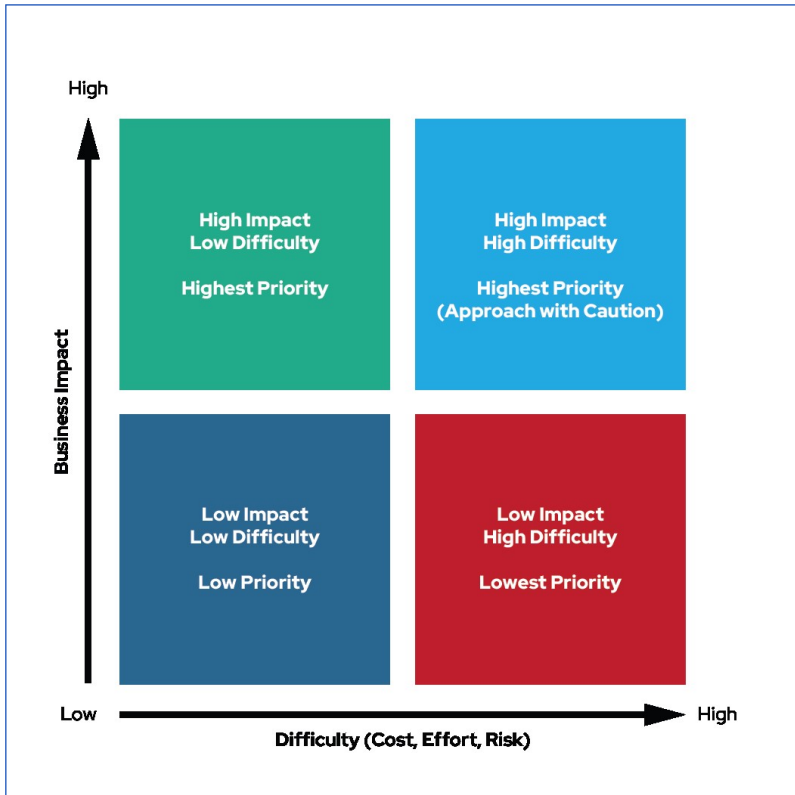 High
High Impact
Low Difficulty
Highest Priority
High Impact
High Difficulty
Highest Priority
(Approach with Caution)
Business Impact
Low Impact
Low Difficulty
Low Priority
Low Impact
High Difficulty
Lowest Priority
Low
High
Difficulty (Cost, Effort, Risk)